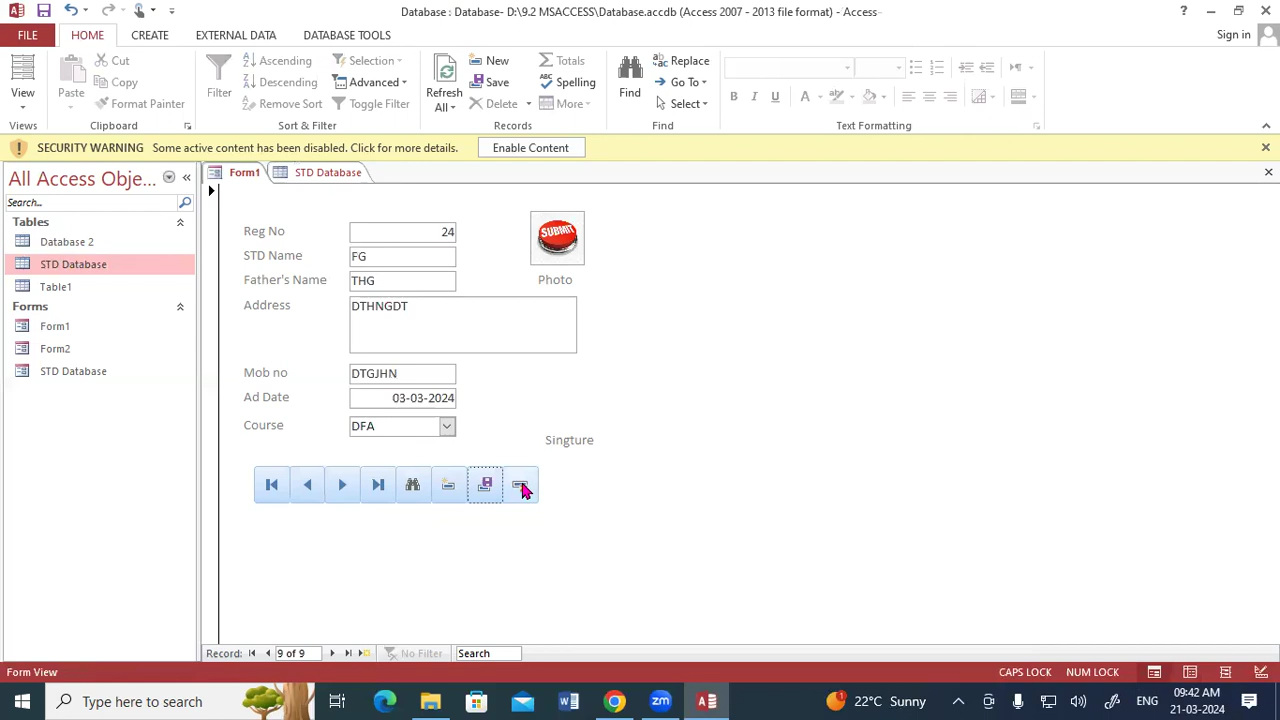 Database : Database- D:\9.2 MSACCESS\Database.accdb (Access 2007 - 2013 file format) - Access
FILE HOME CREATE EXTERNAL DATA DATABASE TOOLS Sign in
View
Views
Paste
Cut
Copy
Format Painter
Clipboard
Filter
Ascending
Descending
Remove Sort
Selection
Advanced
Toggle Filter
Sort & Filter
Refresh All
New
Save
Delete
Totals
Spelling
More
Records
Find
Replace
Go To
Select
Find
B I U A
Text Formatting
SECURITY WARNING Some active content has been disabled. Click for more details. Enable Content
All Access Obje...
Search...
Tables
Database 2
STD Database
Table1
Forms
Form1
Form2
STD Database
Form1 STD Database
Reg No 24
STD Name FG
Father's Name THG
Address DTHNGDT
Mob no DTGJHN
Ad Date 03-03-2024
Course DFA
SUBMIT
Photo
Singture
Record: 9 of 9 No Filter Search
Form View CAPS LOCK NUM LOCK
Type here to search
zm
22°C Sunny
ENG
09:42 AM
21-03-2024